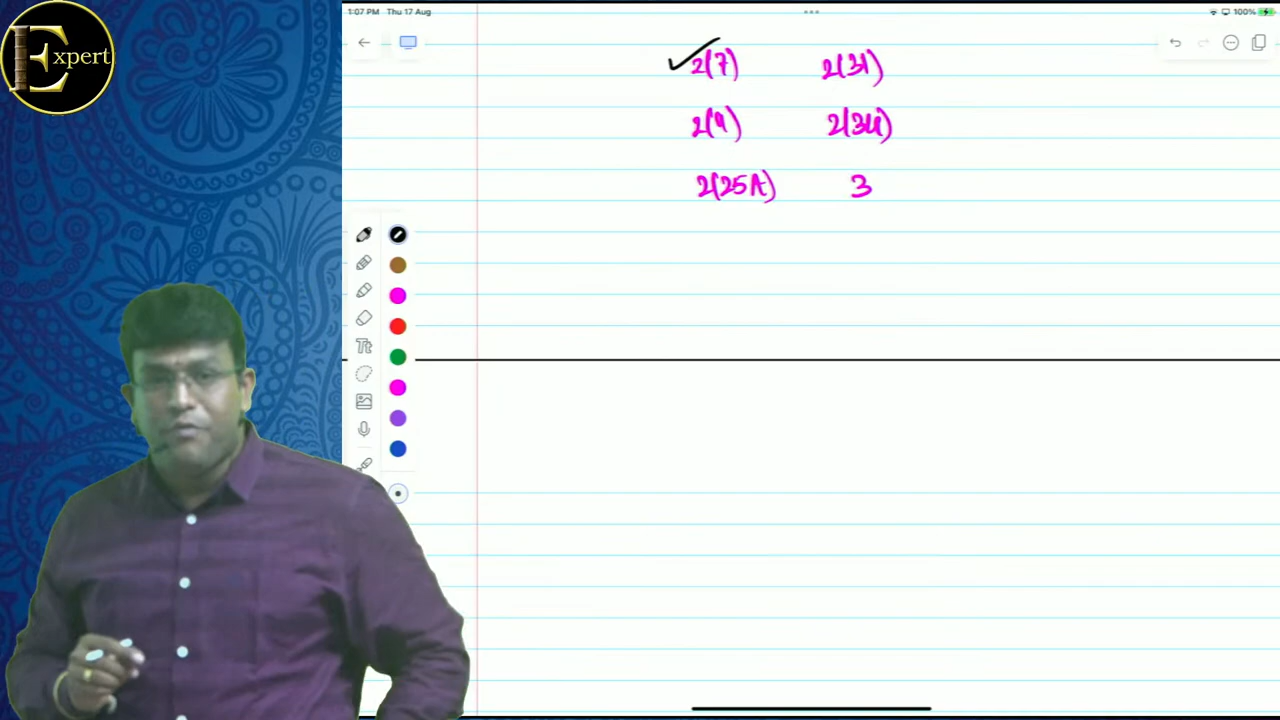 1:07 PM Thu 17 Aug
100%
Expert
2(7) 2(31)
2(9) 2(34)
2(25A) 3
Tt